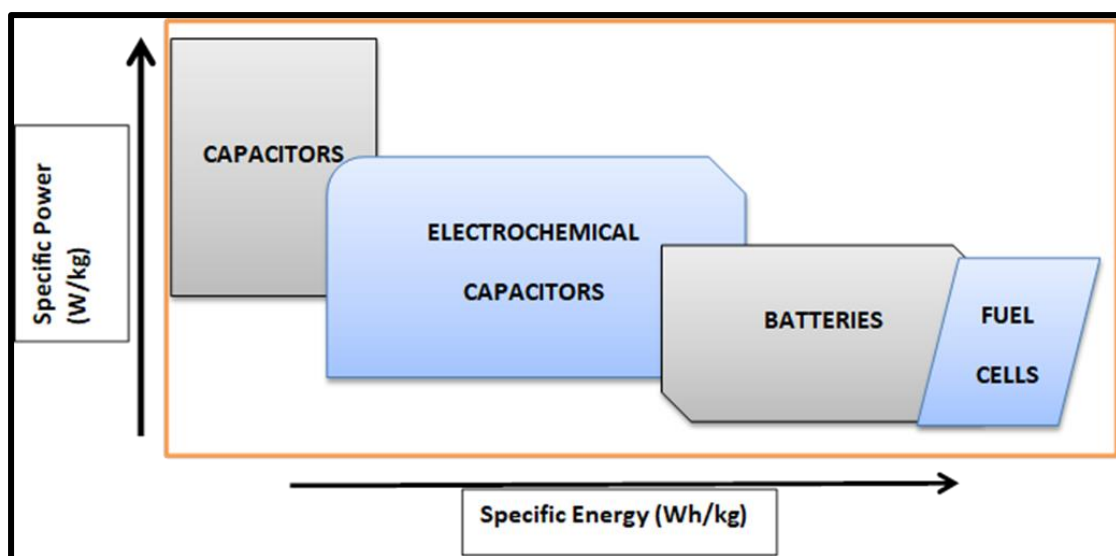 Specific Power
(W/kg)
CAPACITORS
ELECTROCHEMICAL
CAPACITORS
BATTERIES
FUEL
CELLS
Specific Energy (Wh/kg)